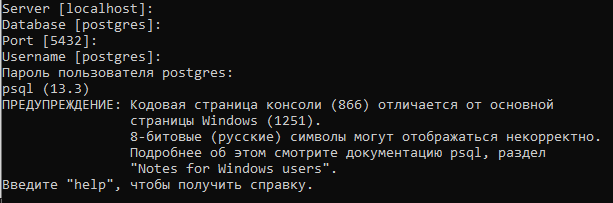 Server [localhost]:
Database [postgres]:
Port [5432]:
Username [postgres]:
Пароль пользователя postgres:
psql (13.3)
ПРЕДУПРЕЖДЕНИЕ: Кодовая страница консоли (866) отличается от основной
страницы Windows (1251).
8-битовые (русские) символы могут отображаться некорректно.
Подробнее об этом смотрите документацию psql, раздел
"Notes for Windows users".
Введите "help", чтобы получить справку.